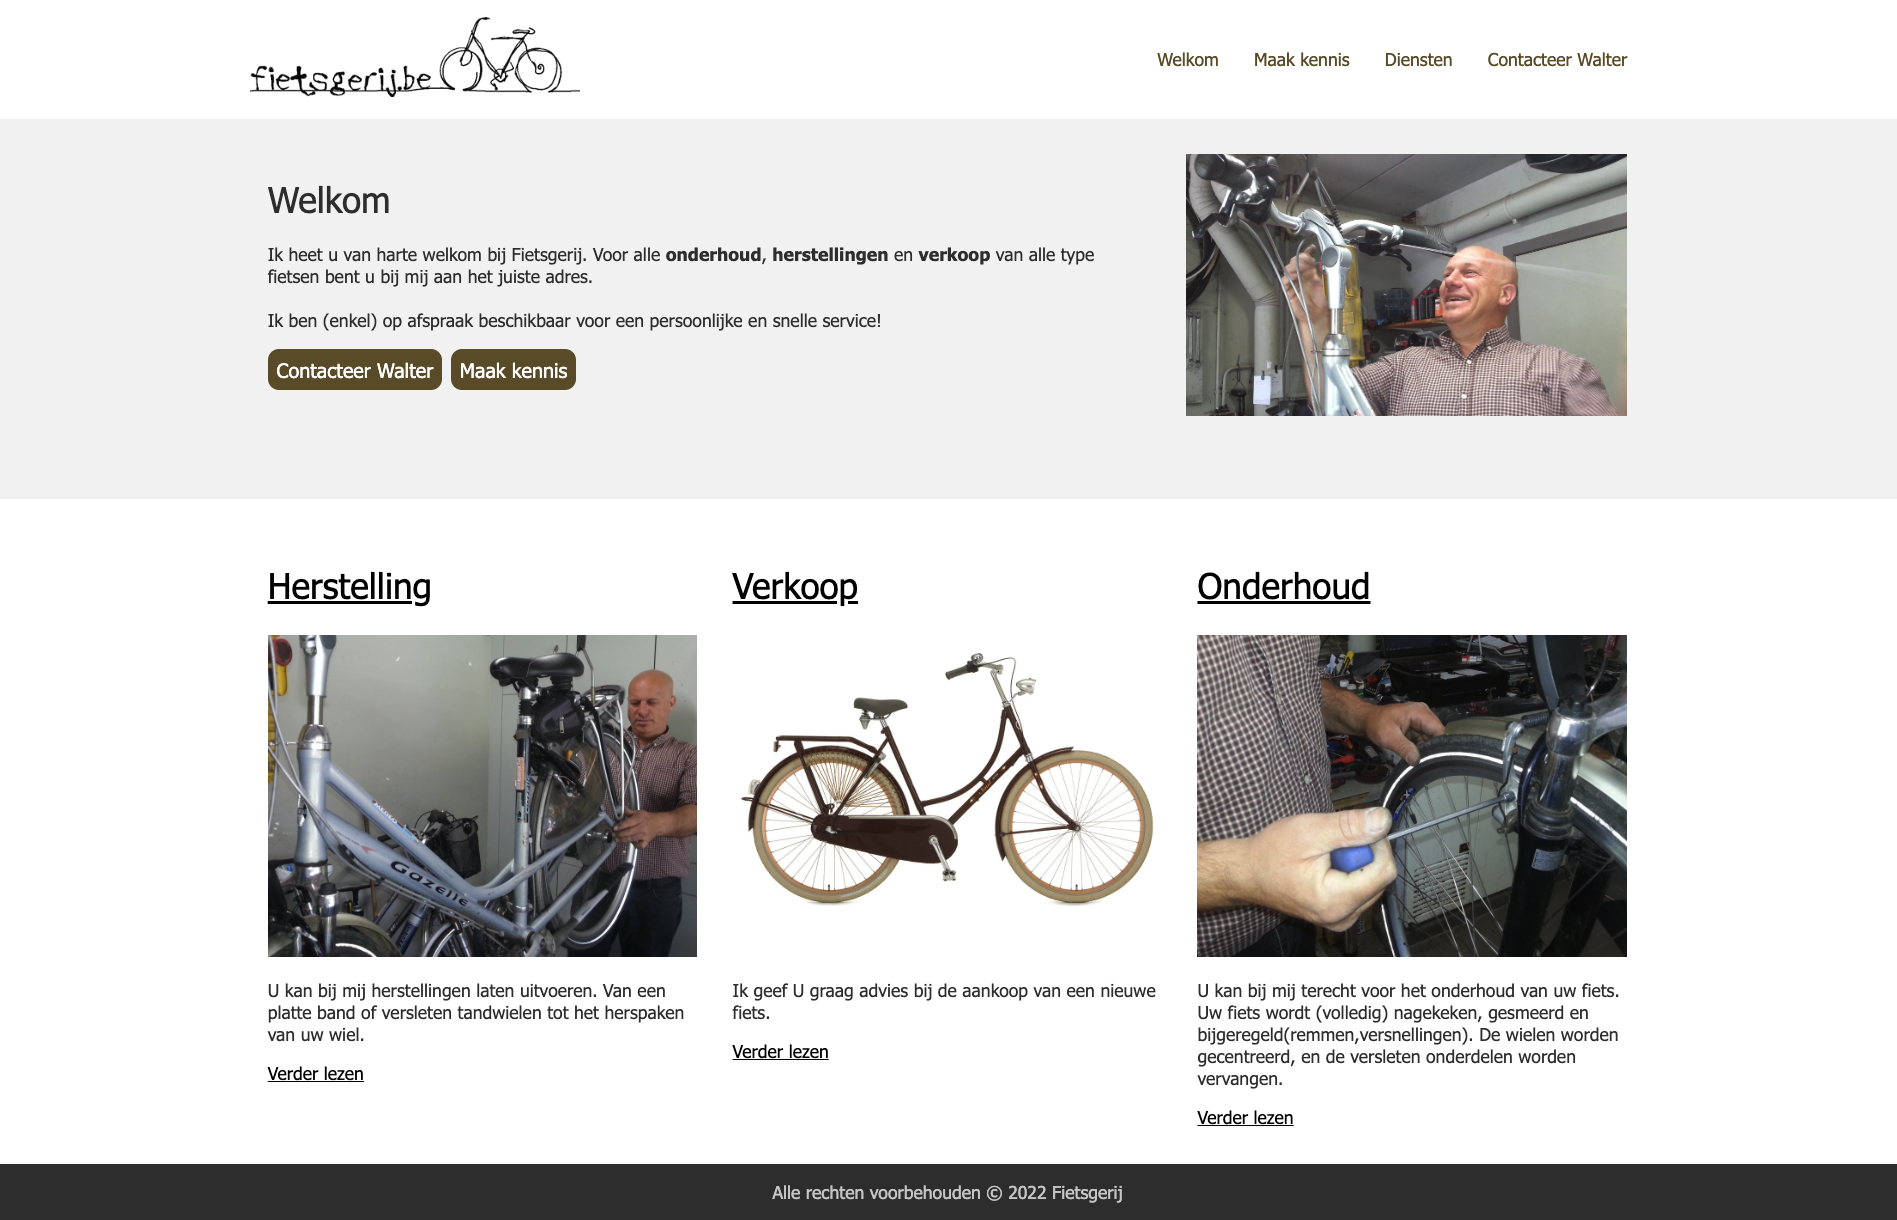 fietsgerij.be
Welkom
Maak kennis
Diensten
Contacteer Walter
Welkom
Ik heet u van harte welkom bij Fietsgerij. Voor alle onderhoud, herstellingen en verkoop van alle type
fietsen bent u bij mij aan het juiste adres.
Ik ben (enkel) op afspraak beschikbaar voor een persoonlijke en snelle service!
Contacteer Walter
Maak kennis
Herstelling
Gazelle
U kan bij mij herstellingen laten uitvoeren. Van een
platte band of versleten tandwielen tot het herspaken
van uw wiel.
Verder lezen
Verkoop
Ik geef U graag advies bij de aankoop van een nieuwe
fiets.
Verder lezen
Onderhoud
U kan bij mij terecht voor het onderhoud van uw fiets.
Uw fiets wordt (volledig) nagekeken, gesmeerd en
bijgeregeld(remmen,versnellingen). De wielen worden
gecentreerd, en de versleten onderdelen worden
vervangen.
Verder lezen
Alle rechten voorbehouden © 2022 Fietsgerij